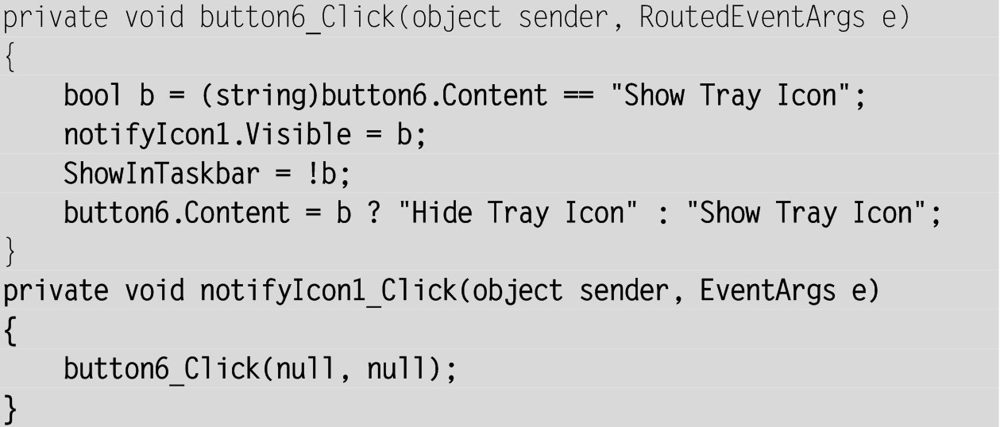 private void button6_Click(object sender, RoutedEventArgs e)
{
    bool b = (string)button6.Content == "Show Tray Icon";
    notifyIcon1.Visible = b;
    ShowInTaskbar = !b;
    button6.Content = b ? "Hide Tray Icon" : "Show Tray Icon";
}
private void notifyIcon1_Click(object sender, EventArgs e)
{
    button6_Click(null, null);
}